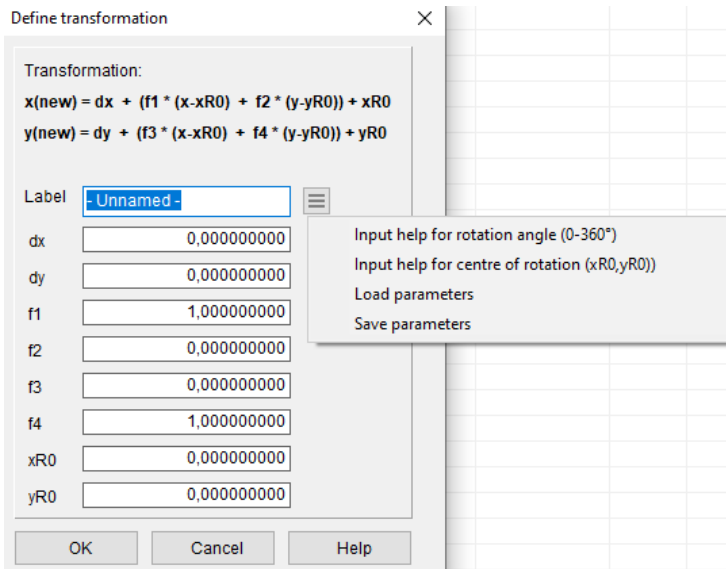 Define transformation
Transformation:
x(new) = dx + (f1 * (x-xR0) + f2 * (y-yR0)) + xR0
y(new) = dy + (f3 * (x-xR0) + f4 * (y-yR0)) + yR0
Label - Unnamed -
Input help for rotation angle (0-360°)
Input help for centre of rotation (xR0,yR0))
Load parameters
Save parameters
dx 0,000000000
dy 0,000000000
f1 1,000000000
f2 0,000000000
f3 0,000000000
f4 1,000000000
xR0 0,000000000
yR0 0,000000000
OK Cancel Help